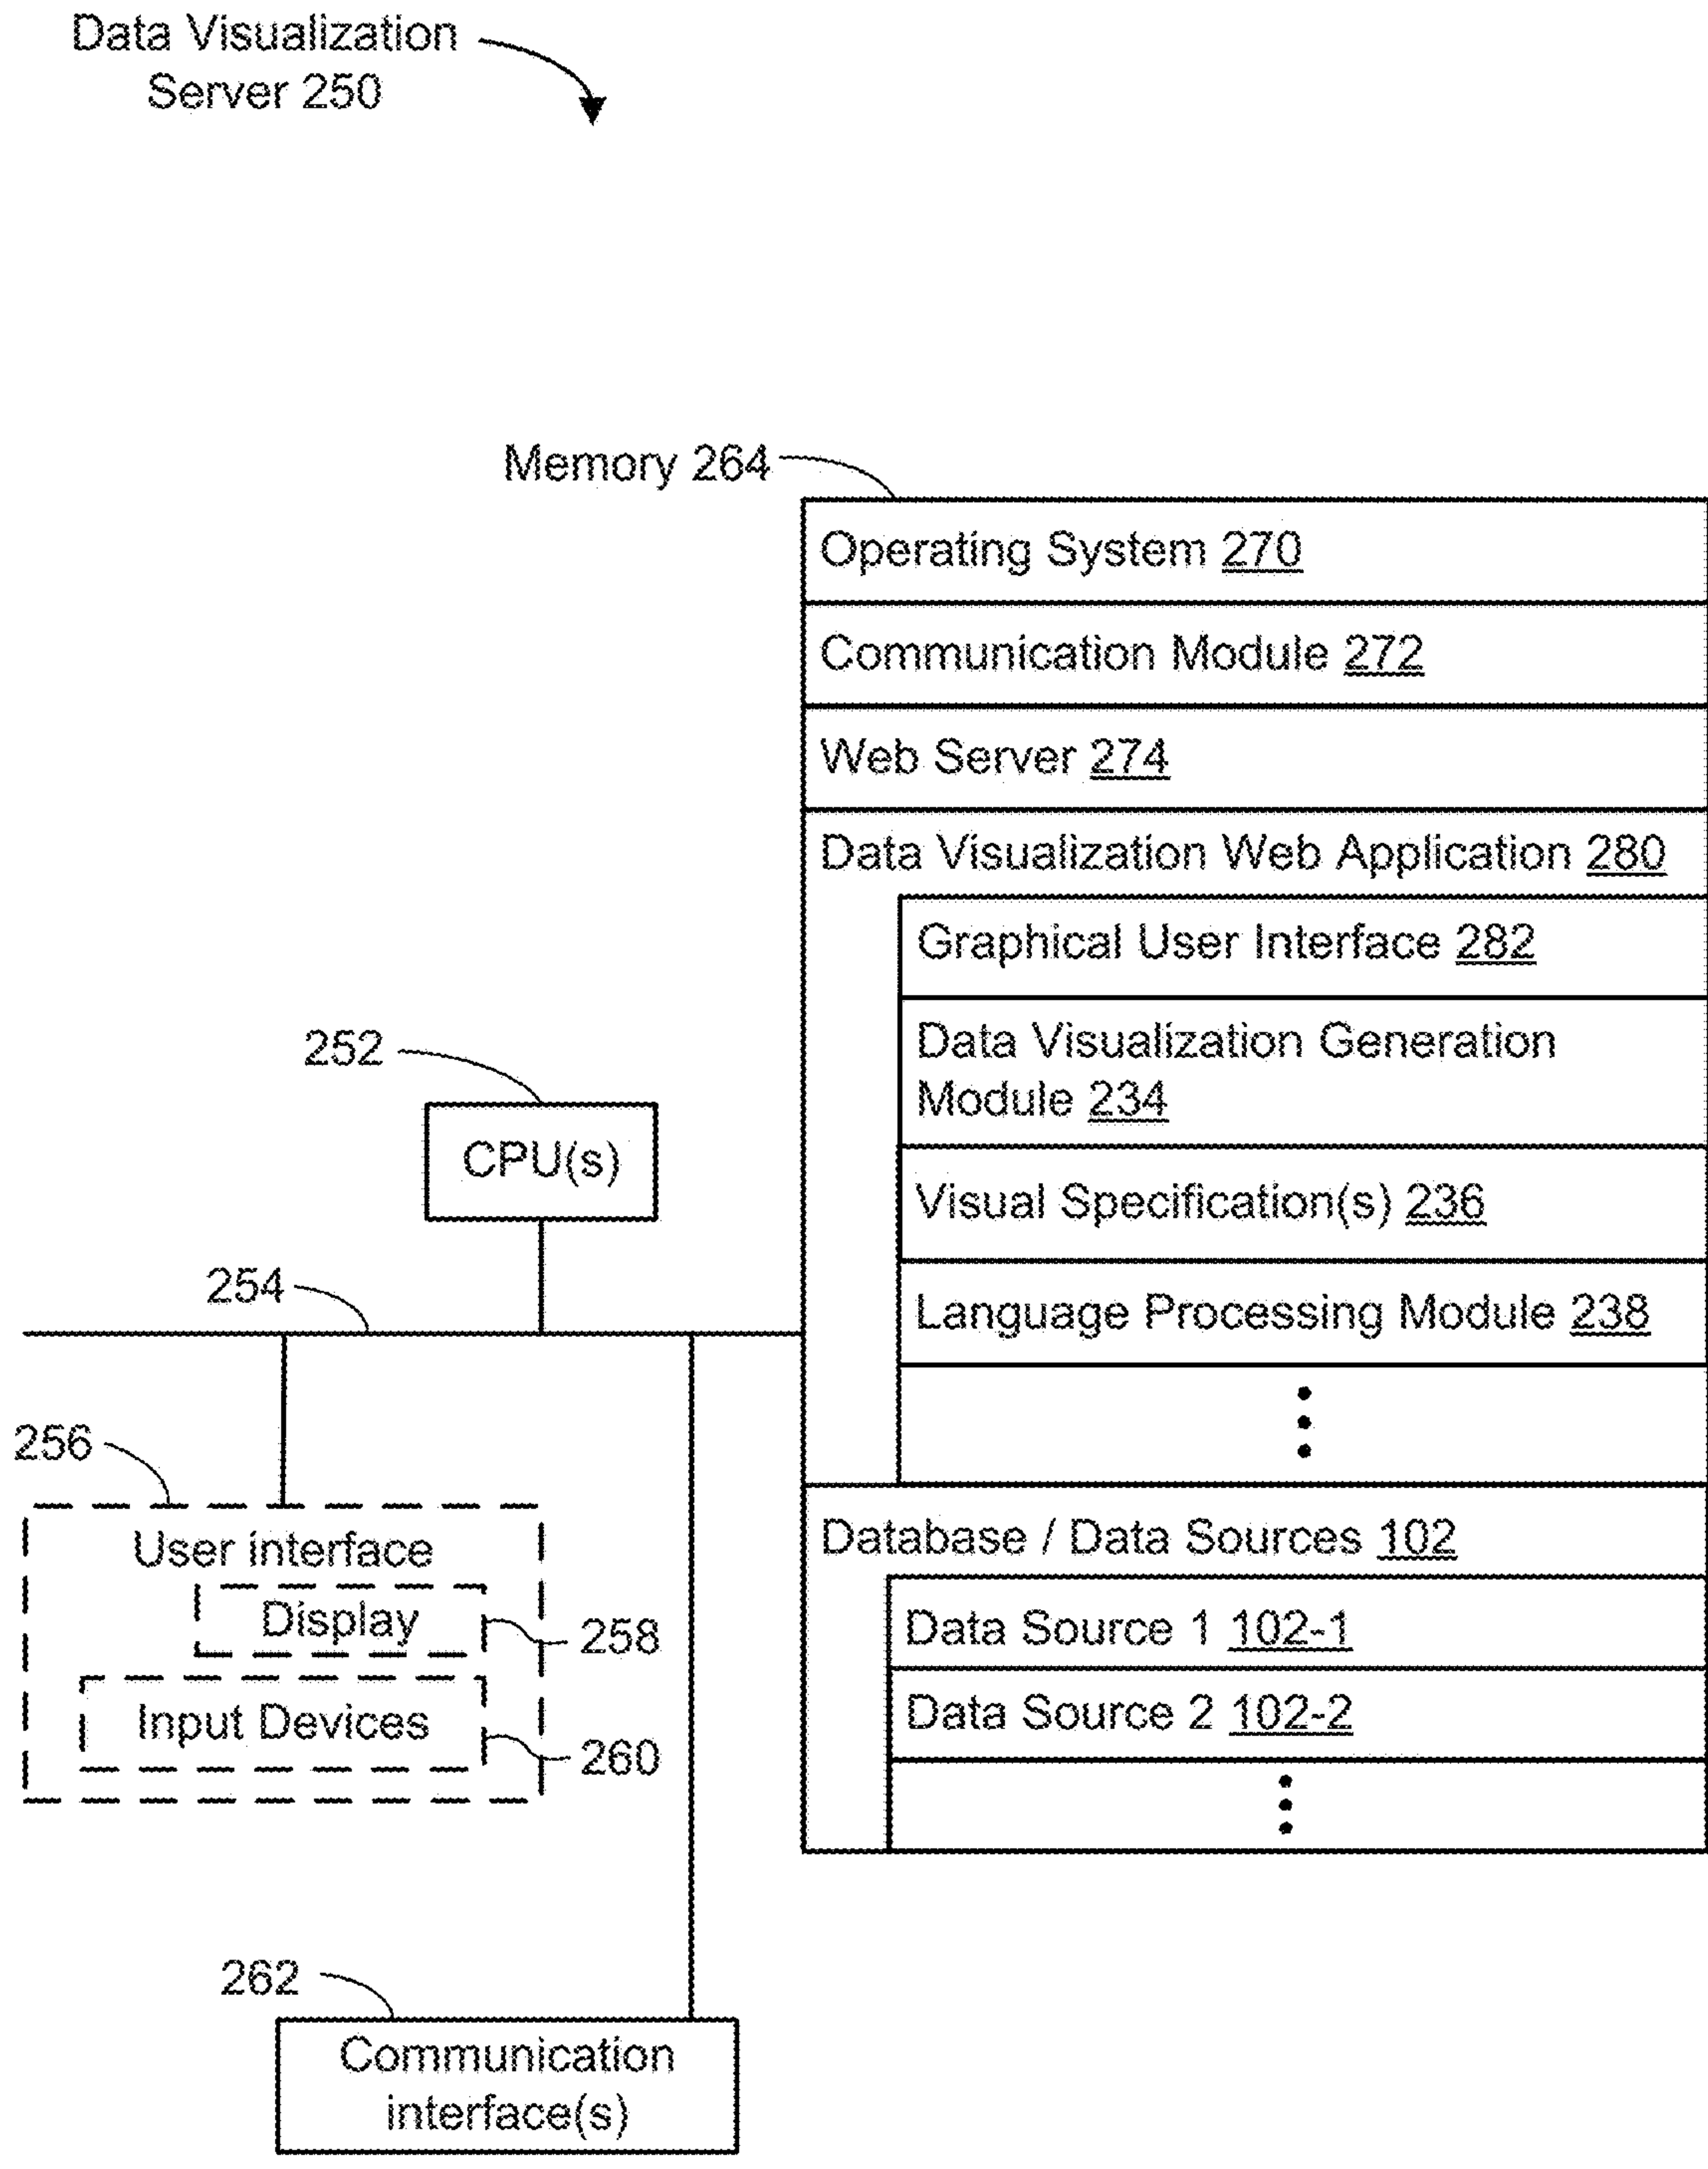 Data Visualization
Server 250
Memory 264
Operating System 270
Communication Module 272
Web Server 274
Data Visualization Web Application 280
Graphical User Interface 282
Data Visualization Generation
Module 234
Visual Specification(s) 236
Language Processing Module 238
Database / Data Sources 102
Data Source 1 102-1
Data Source 2 102-2
252
CPU(s)
254
256
User interface
Display
258
Input Devices
260
262
Communication
interface(s)